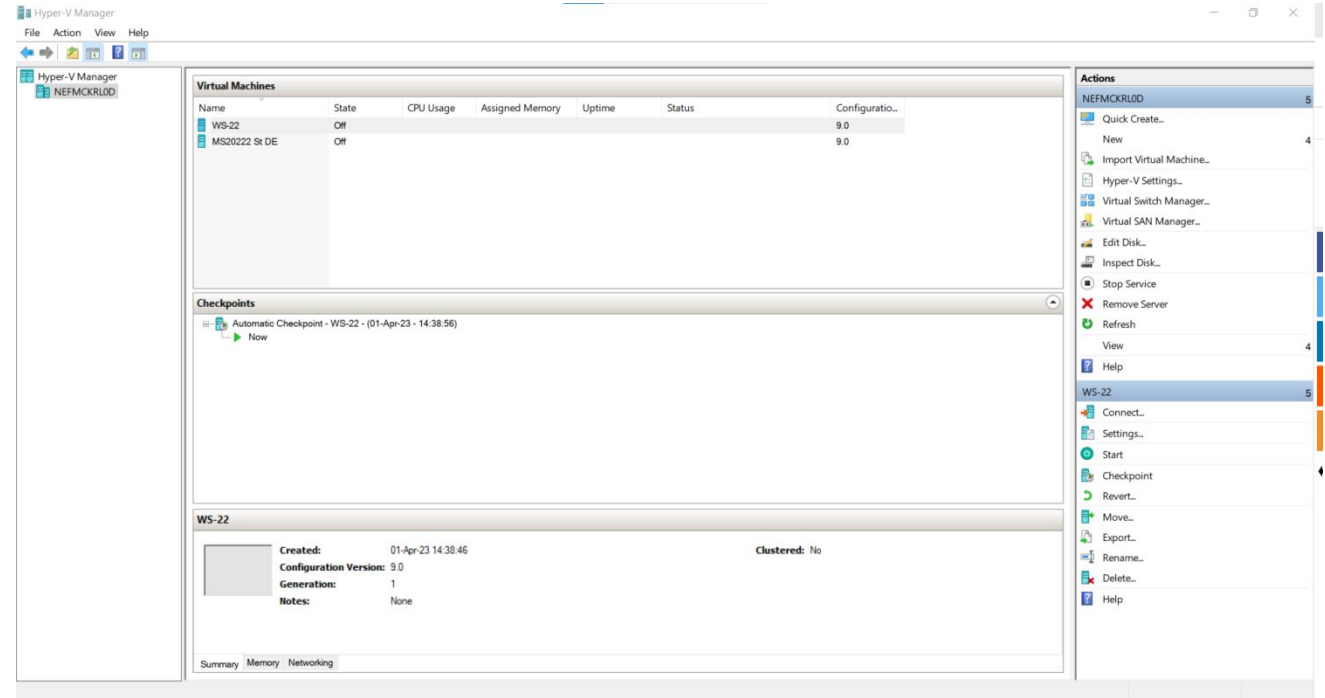 Hyper-V Manager
File Action View Help
Hyper-V Manager
NEFMCKRL0D
Virtual Machines
Name State CPU Usage Assigned Memory Uptime Status Configuratio...
WS-22 Off 9.0
MS20222 St DE Off 9.0
Checkpoints
Automatic Checkpoint - WS-22 - (01-Apr-23 - 14:38:56)
Now
WS-22
Created: 01-Apr-23 14:38:46 Clustered: No
Configuration Version: 9.0
Generation: 1
Notes: None
Summary Memory Networking
Actions
NEFMCKRL0D 5
Quick Create...
New 4
Import Virtual Machine...
Hyper-V Settings...
Virtual Switch Manager...
Virtual SAN Manager...
Edit Disk...
Inspect Disk...
Stop Service
Remove Server
Refresh
View 4
Help
WS-22 5
Connect...
Settings...
Start
Checkpoint
Revert...
Move...
Export...
Rename...
Delete...
Help